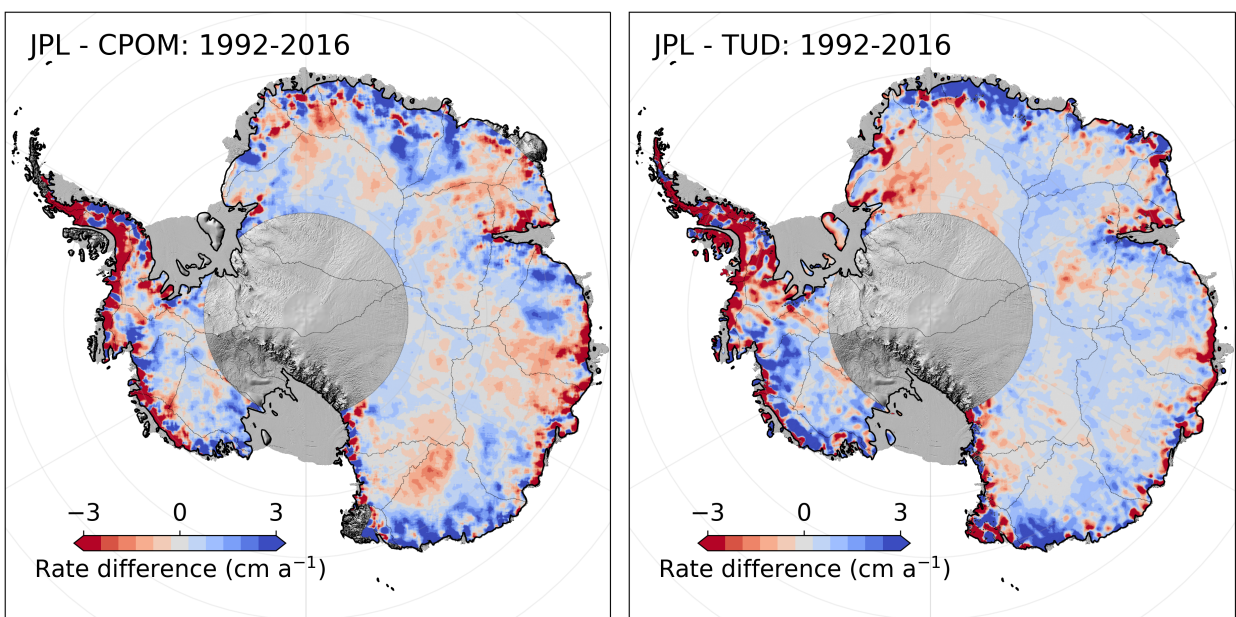 JPL - CPOM: 1992-2016
−3 0 3
Rate difference (cm a⁻¹)
JPL - TUD: 1992-2016
−3 0 3
Rate difference (cm a⁻¹)